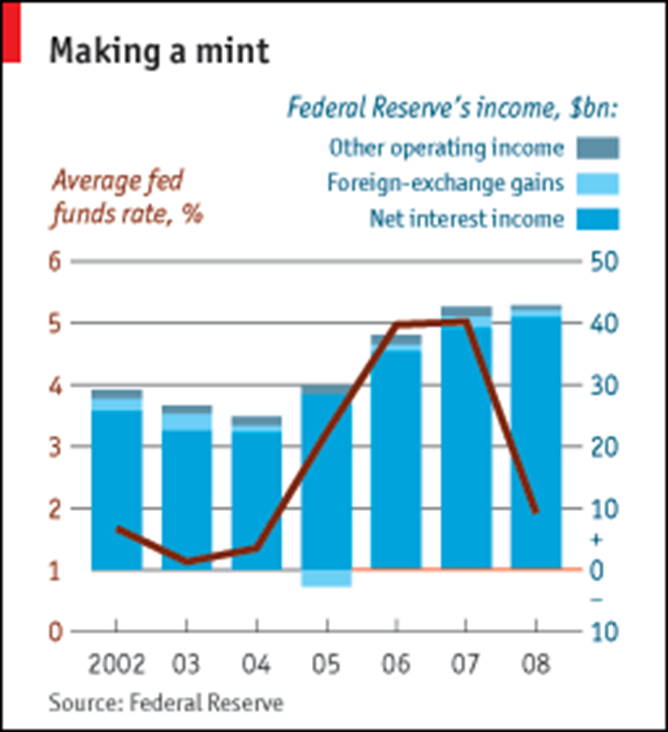 Making a mint
Federal Reserve's income, $bn:
Other operating income
Foreign-exchange gains
Net interest income
Average fed
funds rate, %
6
5
4
3
2
1
0
50
40
30
20
10
+
0
–
10
2002 03 04 05 06 07 08
Source: Federal Reserve